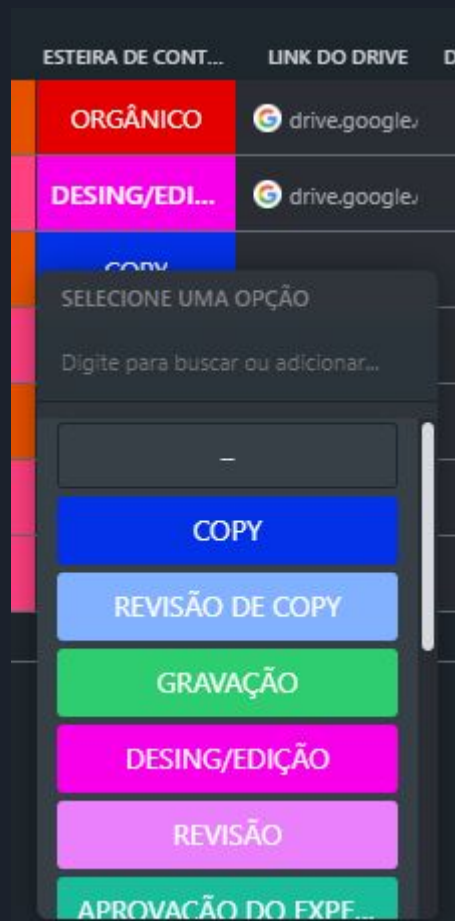 ESTEIRA DE CONT... LINK DO DRIVE D
ORGÂNICO drive.google.
DESING/EDI... drive.google.
COPY
SELECIONE UMA OPÇÃO
Digite para buscar ou adicionar...
–
COPY
REVISÃO DE COPY
GRAVAÇÃO
DESING/EDIÇÃO
REVISÃO
APROVAÇÃO DO EXPE...